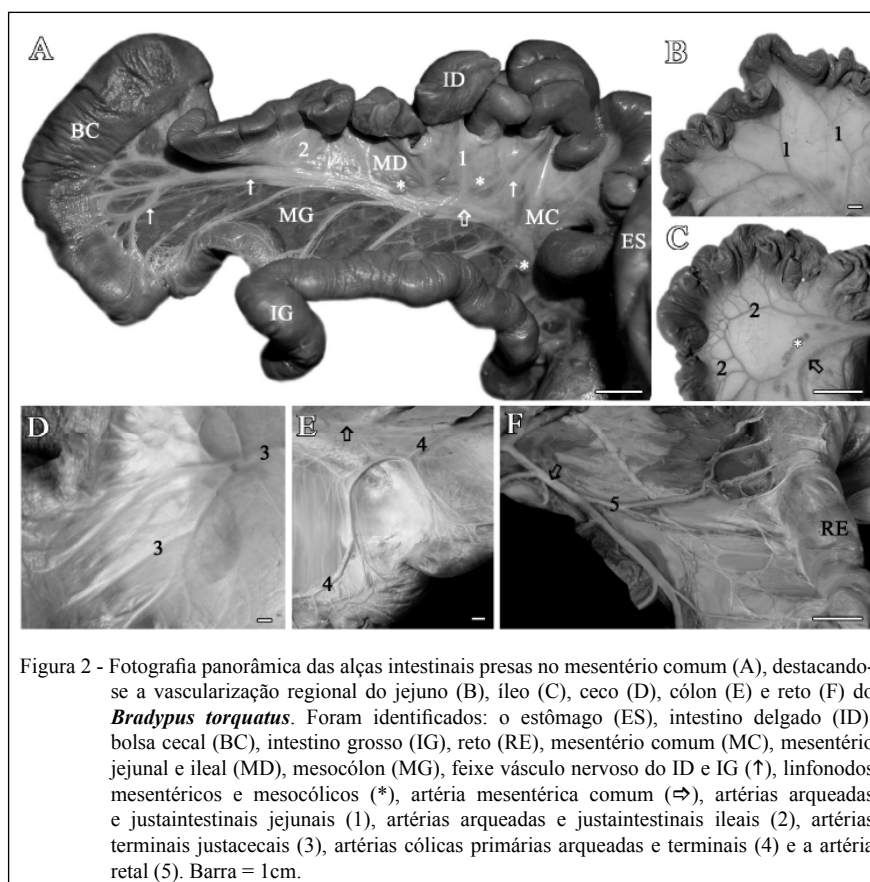 A
BC
ID
2
MD
1
MG
MC
ES
IG
*
*
*
*
B
1
1
C
2
2
*
D
3
3
E
4
4
F
5
RE
Figura 2 - Fotografia panorâmica das alças intestinais presas no mesentério comum (A), destacando-
se a vascularização regional do jejuno (B), íleo (C), ceco (D), cólon (E) e reto (F) do
Bradypus torquatus. Foram identificados: o estômago (ES), intestino delgado (ID)
bolsa cecal (BC), intestino grosso (IG), reto (RE), mesentério comum (MC), mesentério
jejunal e ileal (MD), mesocólon (MG), feixe vásculo nervoso do ID e IG (↑), linfonodos
mesentéricos e mesocólicos (*), artéria mesentérica comum (⇨), artérias arqueadas
e justaintestinais jejunais (1), artérias arqueadas e justaintestinais ileais (2), artérias
terminais justacecais (3), artérias cólicas primárias arqueadas e terminais (4) e a artéria
retal (5). Barra = 1cm.